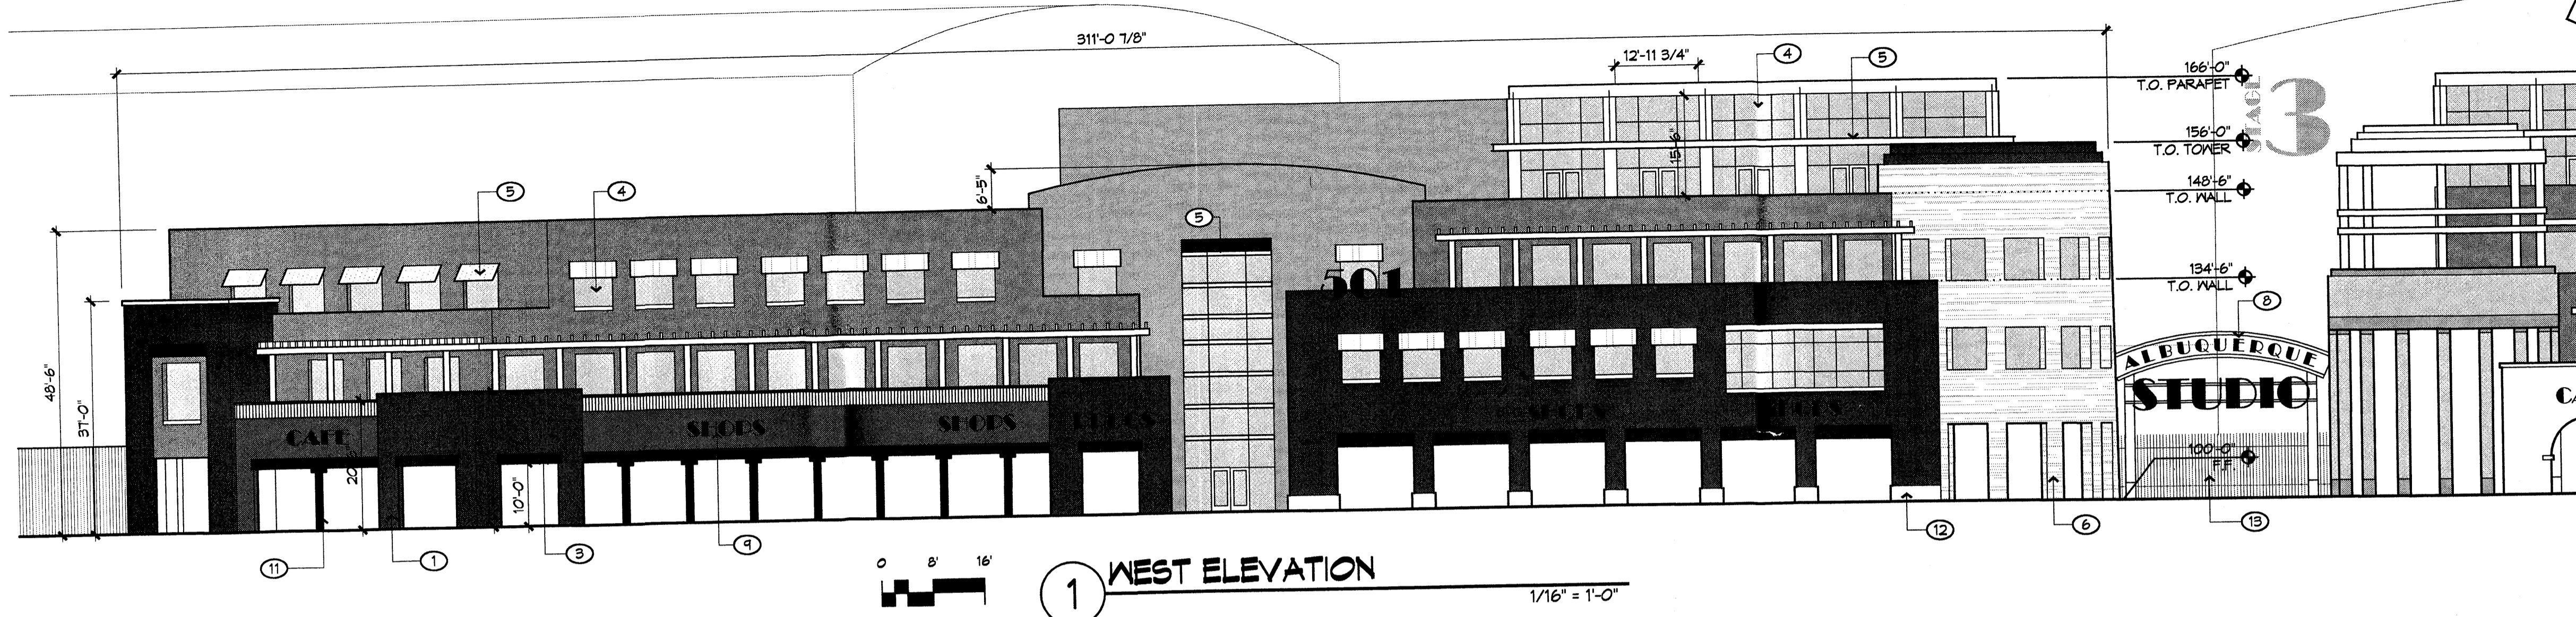 311'-0 7/8"
12'-11 3/4"
4
5
166'-0"
T.O. PARAPET
STAGE
3
156'-0"
T.O. TOWER
15'-6"
148'-6"
T.O. WALL
6'-5"
5
4
5
134'-6"
T.O. WALL
8
501
48'-6"
37'-0"
ALBUQUERQUE
STUDIO
CAFE
SHOPS
SHOPS
SHOPS
CA
100'-0"
F.F.
10'-0"
11
1
3
9
12
6
13
0 8' 16'
1
WEST ELEVATION
1/16" = 1'-0"